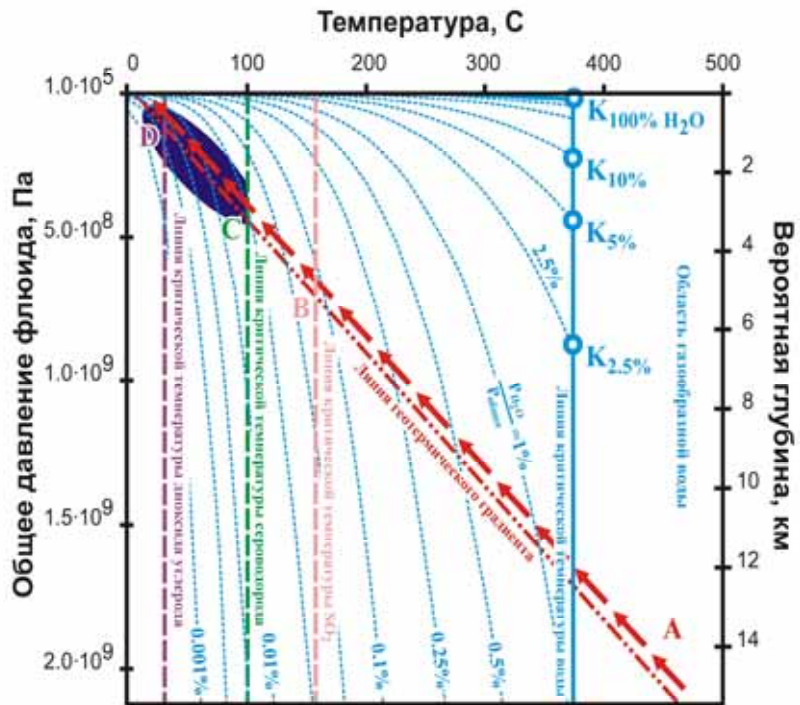 Температура, С
0 100 200 300 400 500
Общее давление флюида, Па
1.0·10⁵
5.0·10⁸
1.0·10⁹
1.5·10⁹
2.0·10⁹
Вероятная глубина, км
2
4
6
8
10
12
14
K100% H₂O
K10%
K5%
K2.5%
2.5%
D
C
B
A
Линия критической температуры диоксида углерода
Линия критической температуры сероводорода
Линия критической температуры SO₂
Линия геотермического градиента
Линия критической температуры воды
Область газообразной воды
=1%
0.001%
0.01%
0.1%
0.25%
0.5%